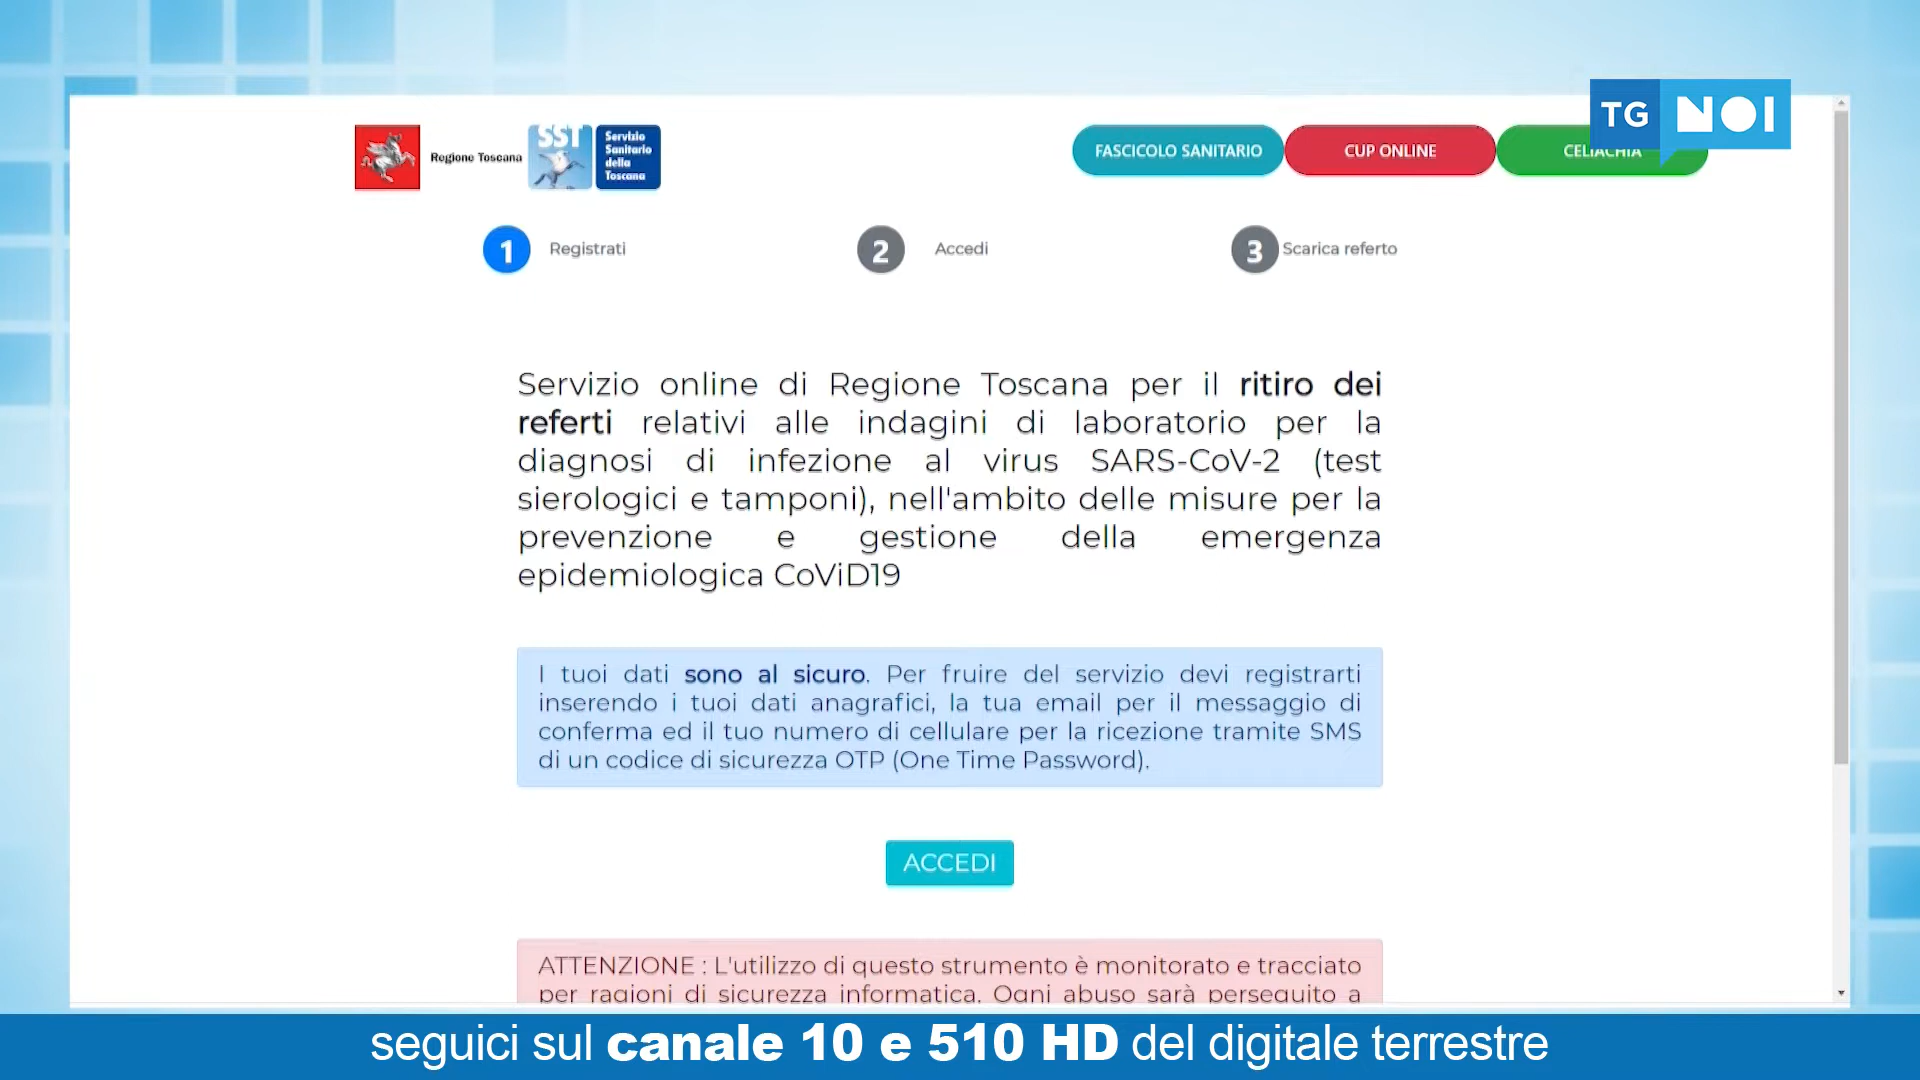 TG NOI
SST
Servizio
Sanitario
della
Toscana
Regione Toscana
FASCICOLO SANITARIO
CUP ONLINE
CELIACHIA
1 Registrati
2 Accedi
3 Scarica referto
Servizio online di Regione Toscana per il ritiro dei
referti relativi alle indagini di laboratorio per la
diagnosi di infezione al virus SARS-CoV-2 (test
sierologici e tamponi), nell'ambito delle misure per la
prevenzione e gestione della emergenza
epidemiologica CoViD19
I tuoi dati sono al sicuro. Per fruire del servizio devi registrarti
inserendo i tuoi dati anagrafici, la tua email per il messaggio di
conferma ed il tuo numero di cellulare per la ricezione tramite SMS
di un codice di sicurezza OTP (One Time Password).
ACCEDI
ATTENZIONE : L'utilizzo di questo strumento è monitorato e tracciato
per ragioni di sicurezza informatica. Ogni abuso sarà perseguito a
seguici sul canale 10 e 510 HD del digitale terrestre